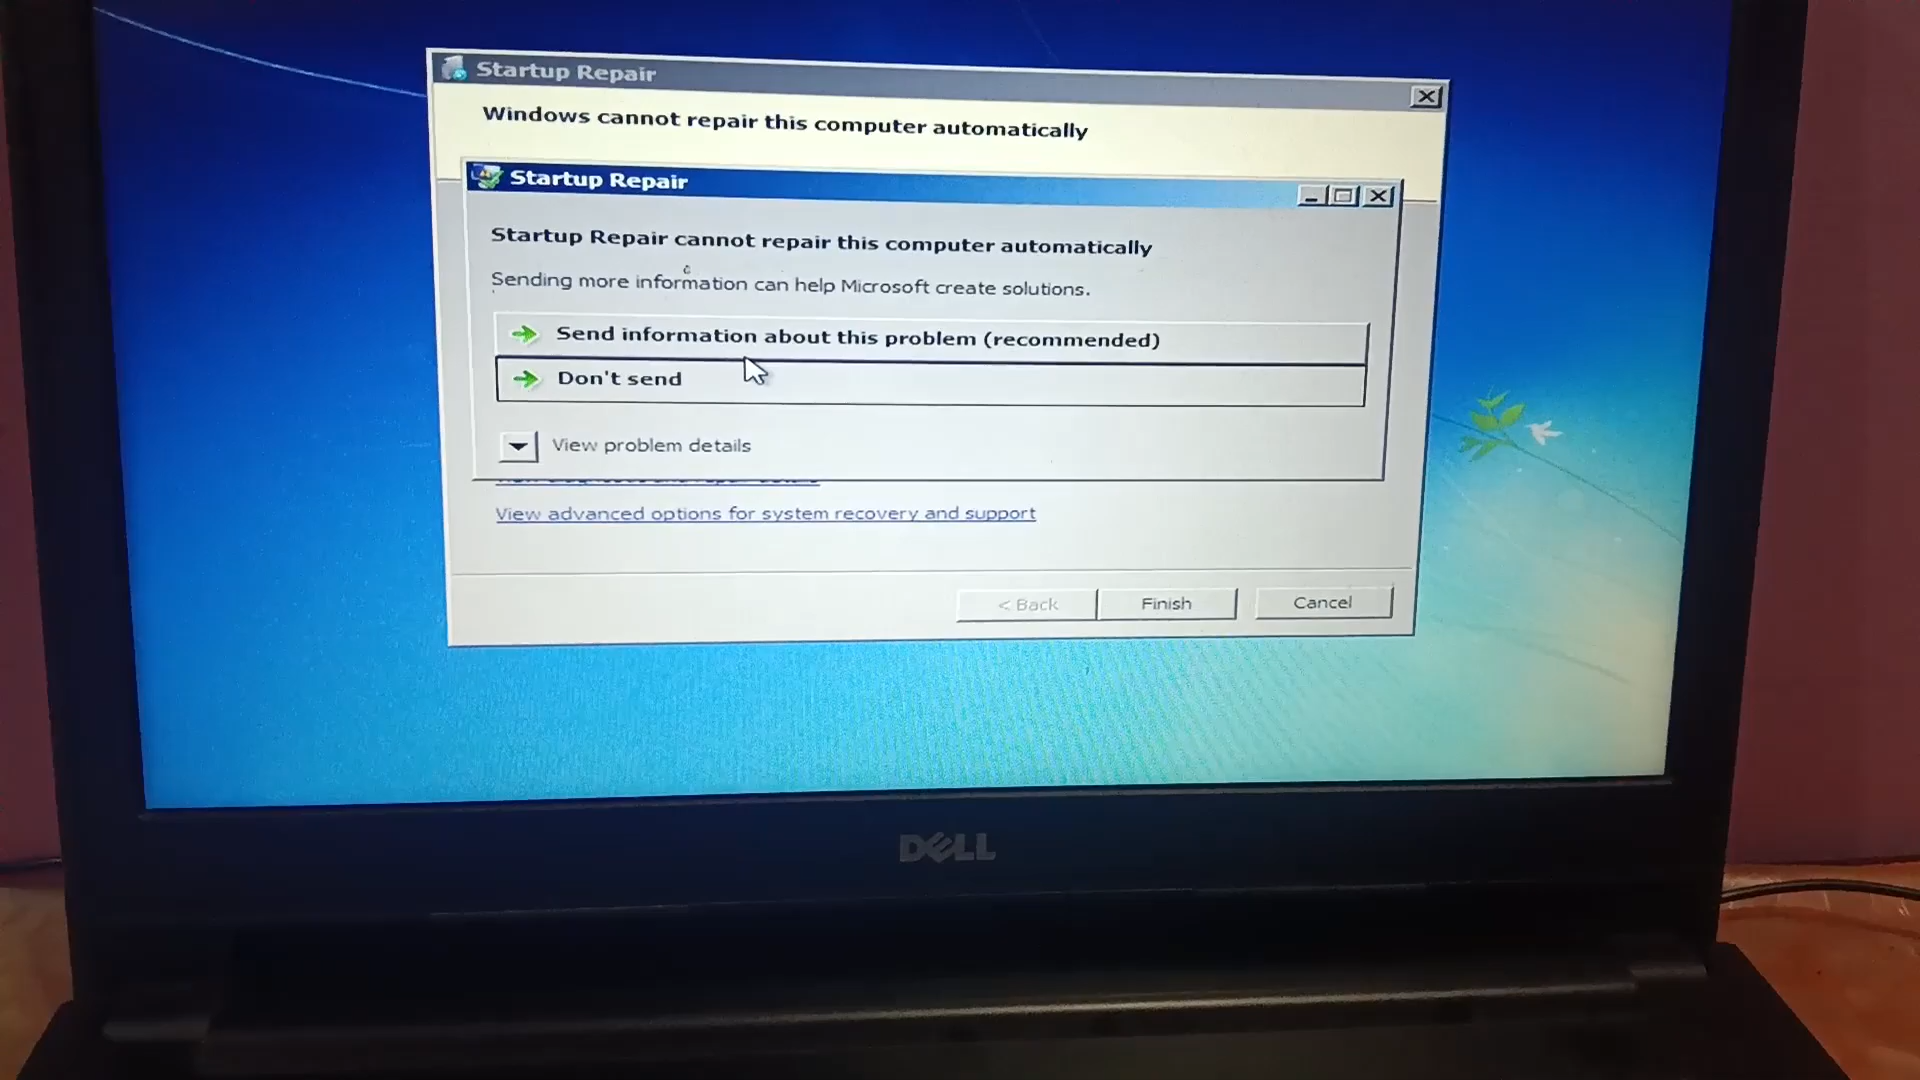 Startup Repair
Windows cannot repair this computer automatically
Startup Repair
Startup Repair cannot repair this computer automatically
Sending more information can help Microsoft create solutions.
Send information about this problem (recommended)
Don't send
View problem details
View advanced options for system recovery and support
< Back
Finish
Cancel
DELL